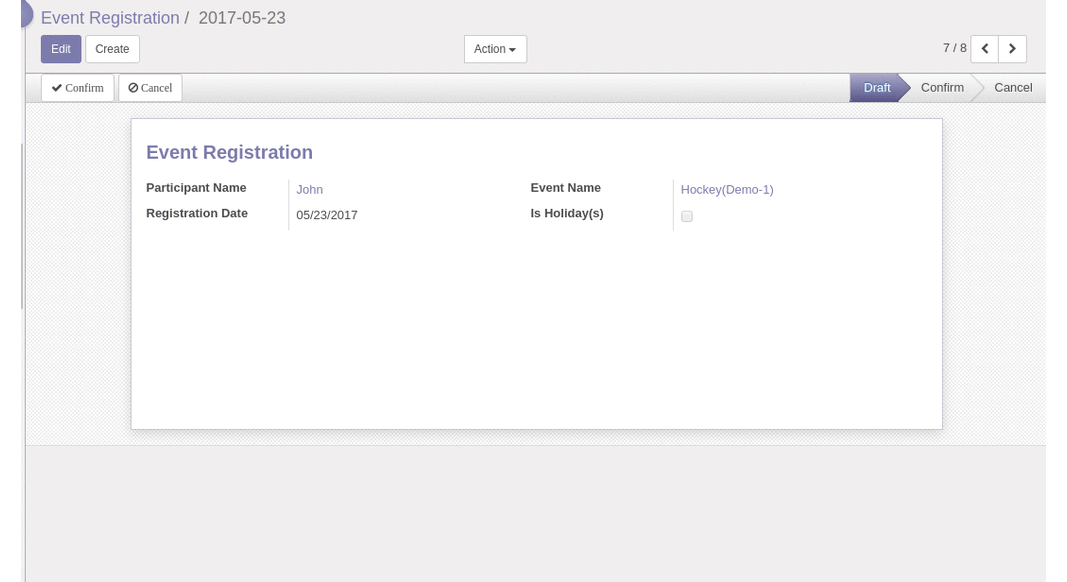 Event Registration / 2017-05-23
Edit Create Action 7 / 8
Confirm Cancel Draft Confirm Cancel
Event Registration
Participant Name John Event Name Hockey(Demo-1)
Registration Date 05/23/2017 Is Holiday(s)